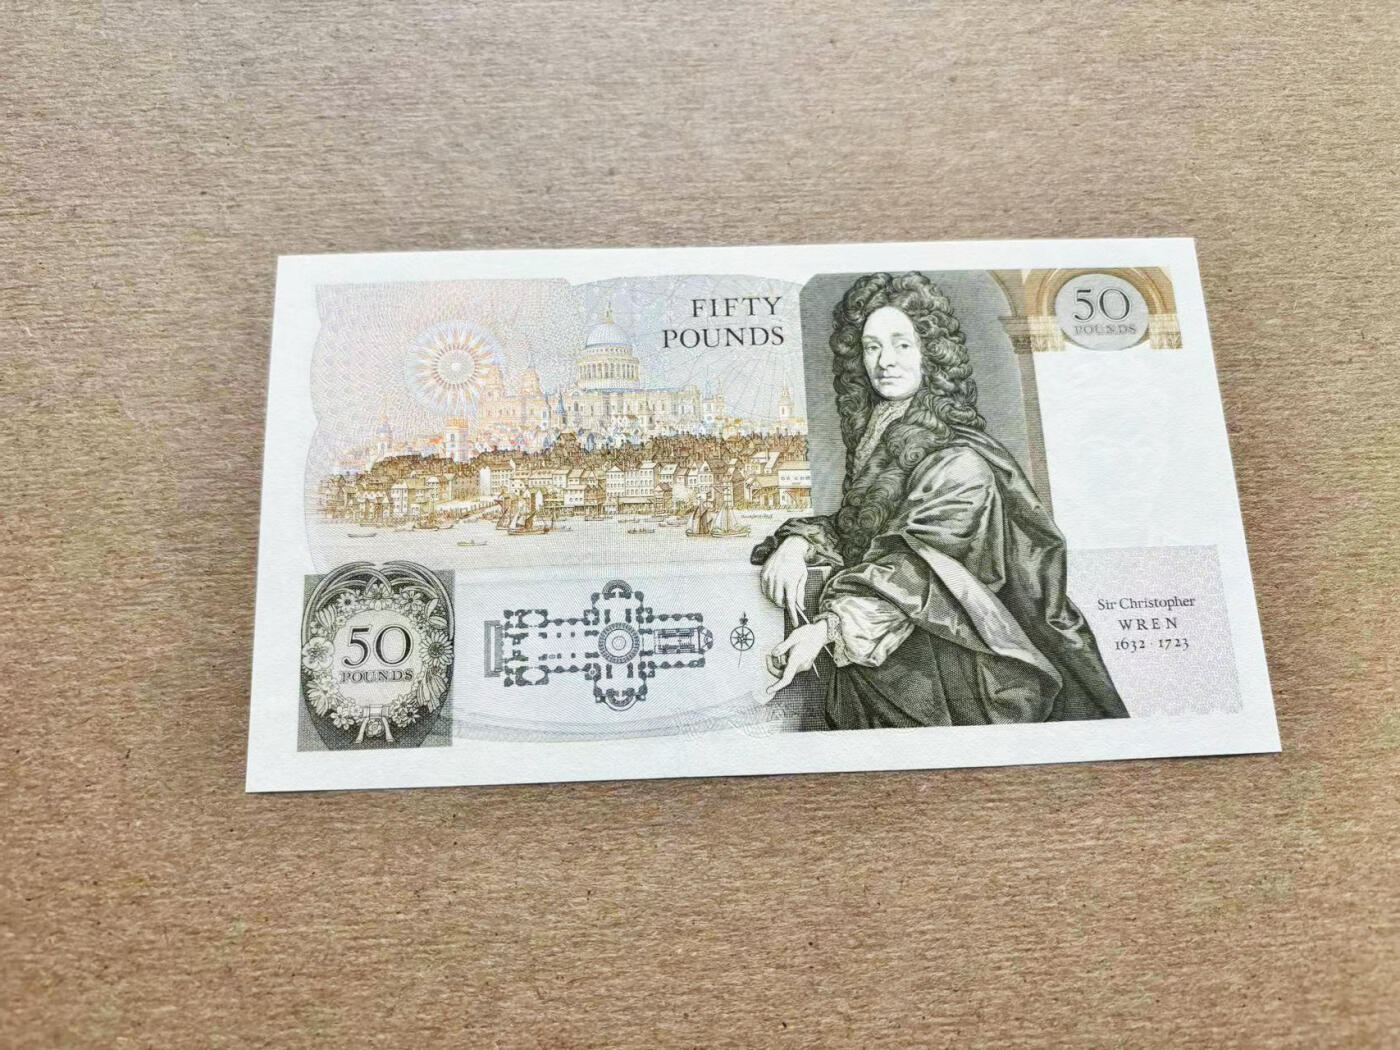 FIFTY
POUNDS
50
POUNDS
50
POUNDS
Sir Christopher
WREN
1632 · 1723